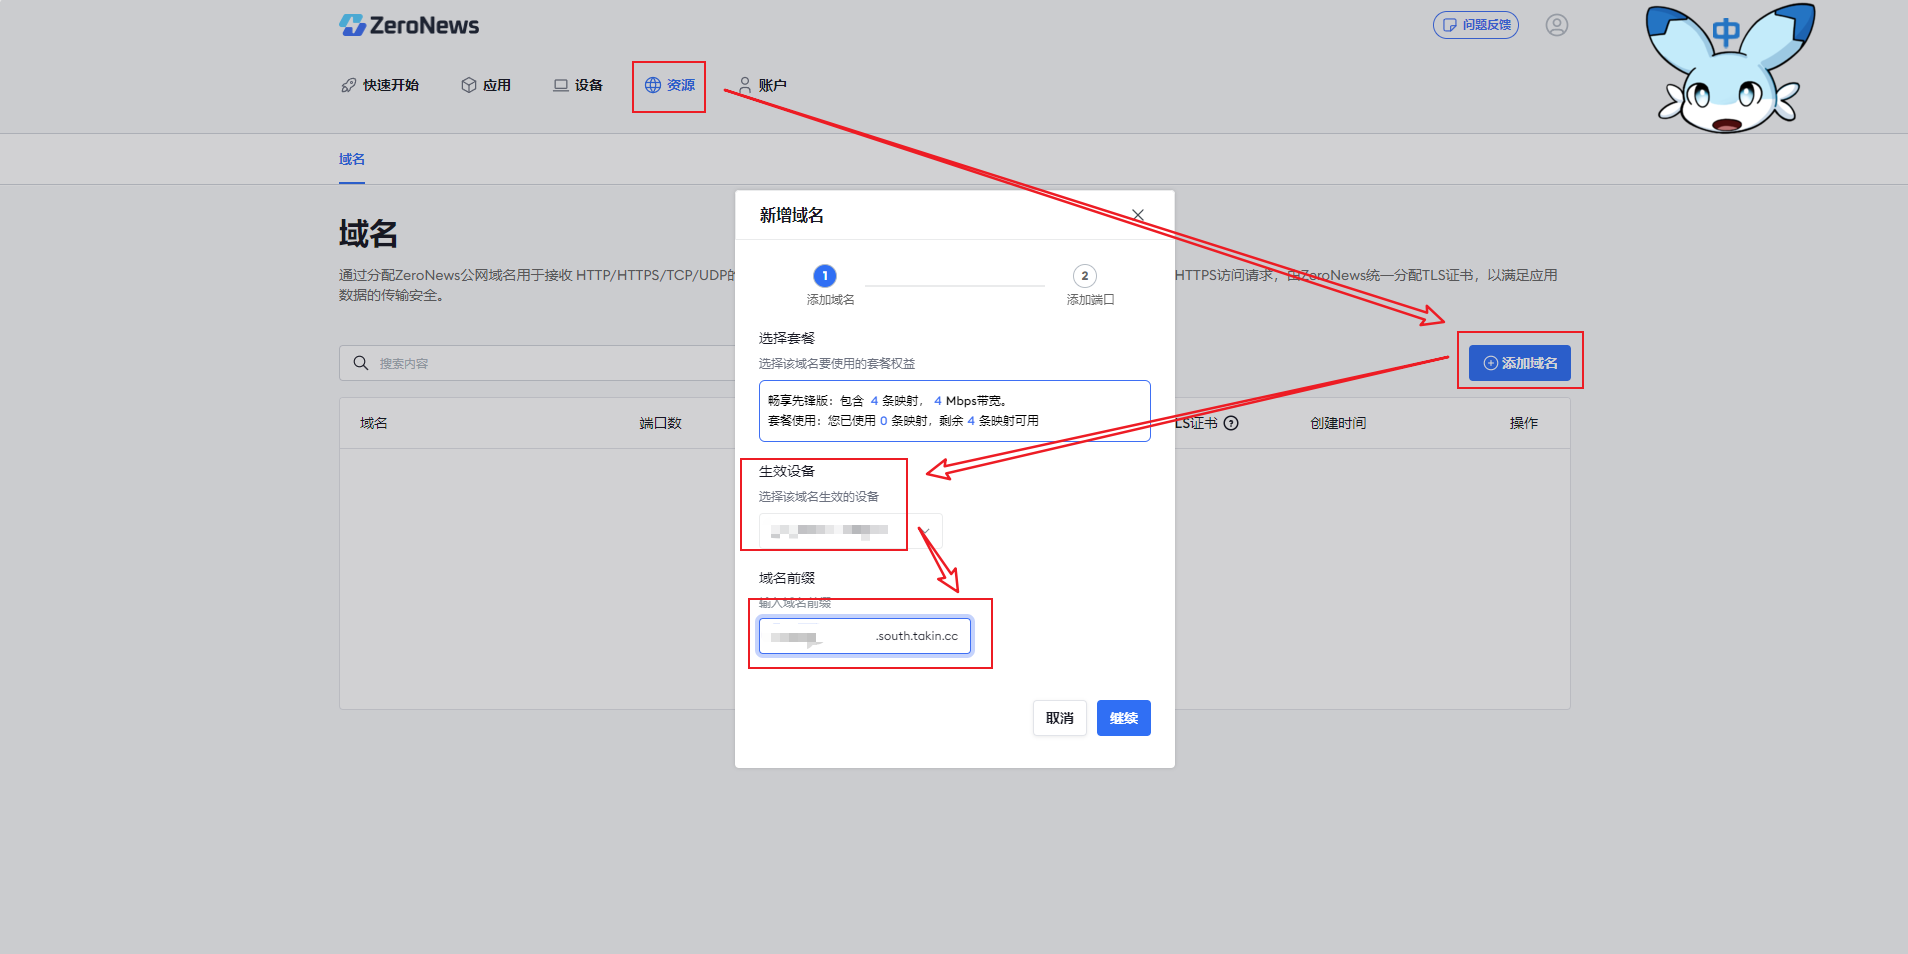 ZeroNews
问题反馈
中
快速开始
应用
设备
资源
账户
域名
域名
通过分配ZeroNews公网域名用于接收 HTTP/HTTPS/TCP/UDP的
HTTPS访问请求，由ZeroNews统一分配TLS证书，以满足应用
数据的传输安全。
搜索内容
添加域名
域名
端口数
LS证书
创建时间
操作
新增域名
1
添加域名
2
添加端口
选择套餐
选择该域名要使用的套餐权益
畅享先锋版：包含 4 条映射， 4 Mbps带宽。
套餐使用：您已使用 0 条映射，剩余 4 条映射可用
生效设备
选择该域名生效的设备
域名前缀
输入域名前缀
.south.takin.cc
取消
继续